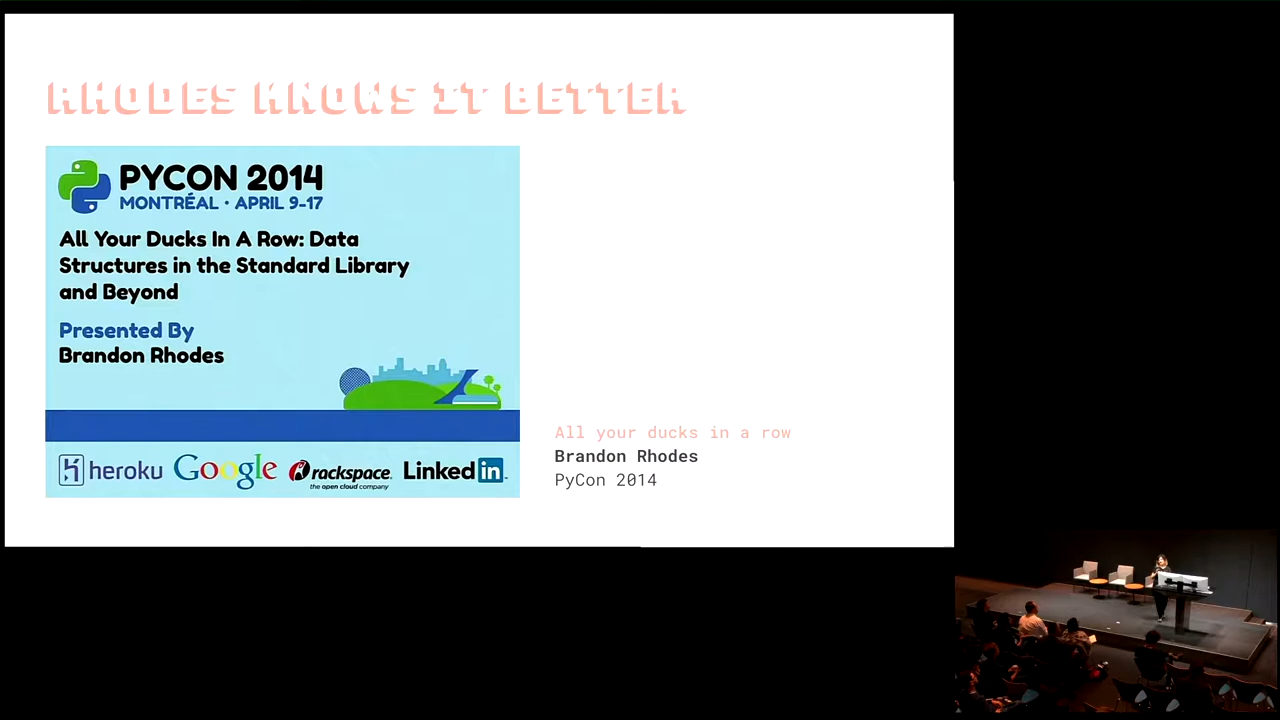 RHODES KNOWS IT BETTER
PYCON 2014
MONTRÉAL • APRIL 9-17
All Your Ducks In A Row: Data
Structures in the Standard Library
and Beyond
Presented By
Brandon Rhodes
heroku Google rackspace. LinkedIn
the open cloud company
All your ducks in a row
Brandon Rhodes
PyCon 2014